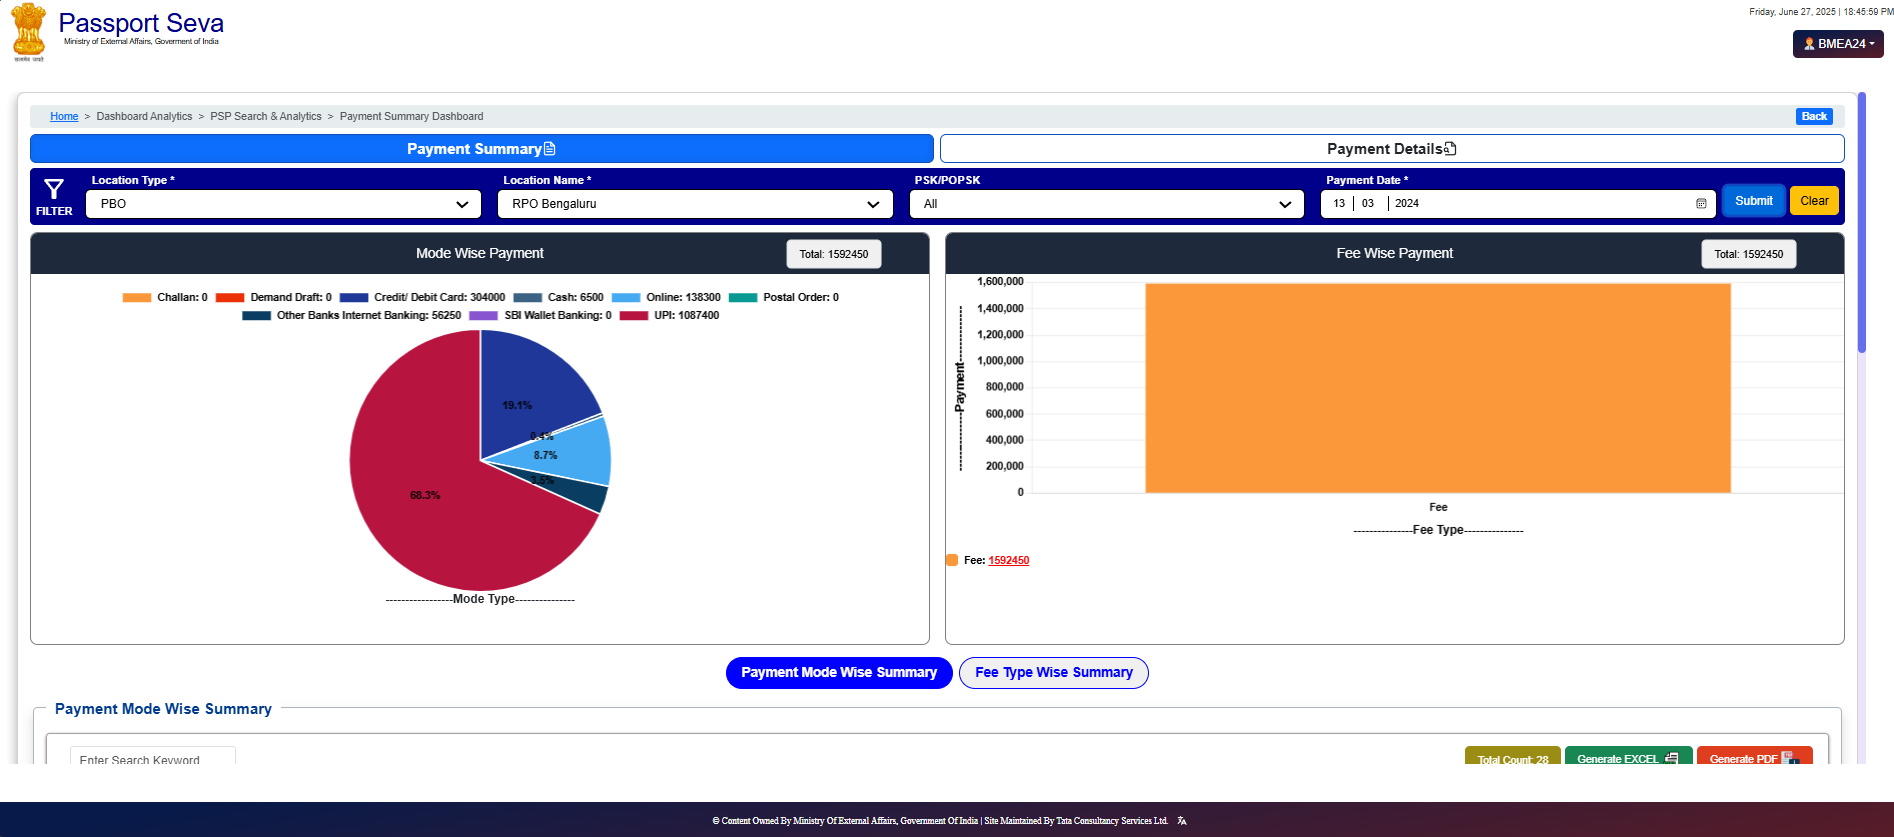 Passport Seva
Ministry of External Affairs, Government of India
सत्यमेव जयते
Friday, June 27, 2025 | 18:45:59 PM
BMEA24
Home > Dashboard Analytics > PSP Search & Analytics > Payment Summary Dashboard
Back
Payment Summary
Payment Details
FILTER
Location Type *
PBO
Location Name *
RPO Bengaluru
PSK/POPSK
All
Payment Date *
13 | 03 | 2024
Submit
Clear
Mode Wise Payment
Total: 1592450
Challan: 0 Demand Draft: 0 Credit/ Debit Card: 304000 Cash: 6500 Online: 138300 Postal Order: 0
Other Banks Internet Banking: 56250 SBI Wallet Banking: 0 UPI: 1087400
19.1%
0.4%
8.7%
3.5%
68.3%
-----------------Mode Type---------------
Fee Wise Payment
Total: 1592450
1,600,000
1,400,000
1,200,000
1,000,000
800,000
600,000
400,000
200,000
0
---------------Payment---------------
Fee
---------------Fee Type---------------
Fee: 1592450
Payment Mode Wise Summary
Fee Type Wise Summary
Payment Mode Wise Summary
Enter Search Keyword
Total Count: 28
Generate EXCEL
Generate PDF
© Content Owned By Ministry Of External Affairs, Government Of India | Site Maintained By Tata Consultancy Services Ltd.